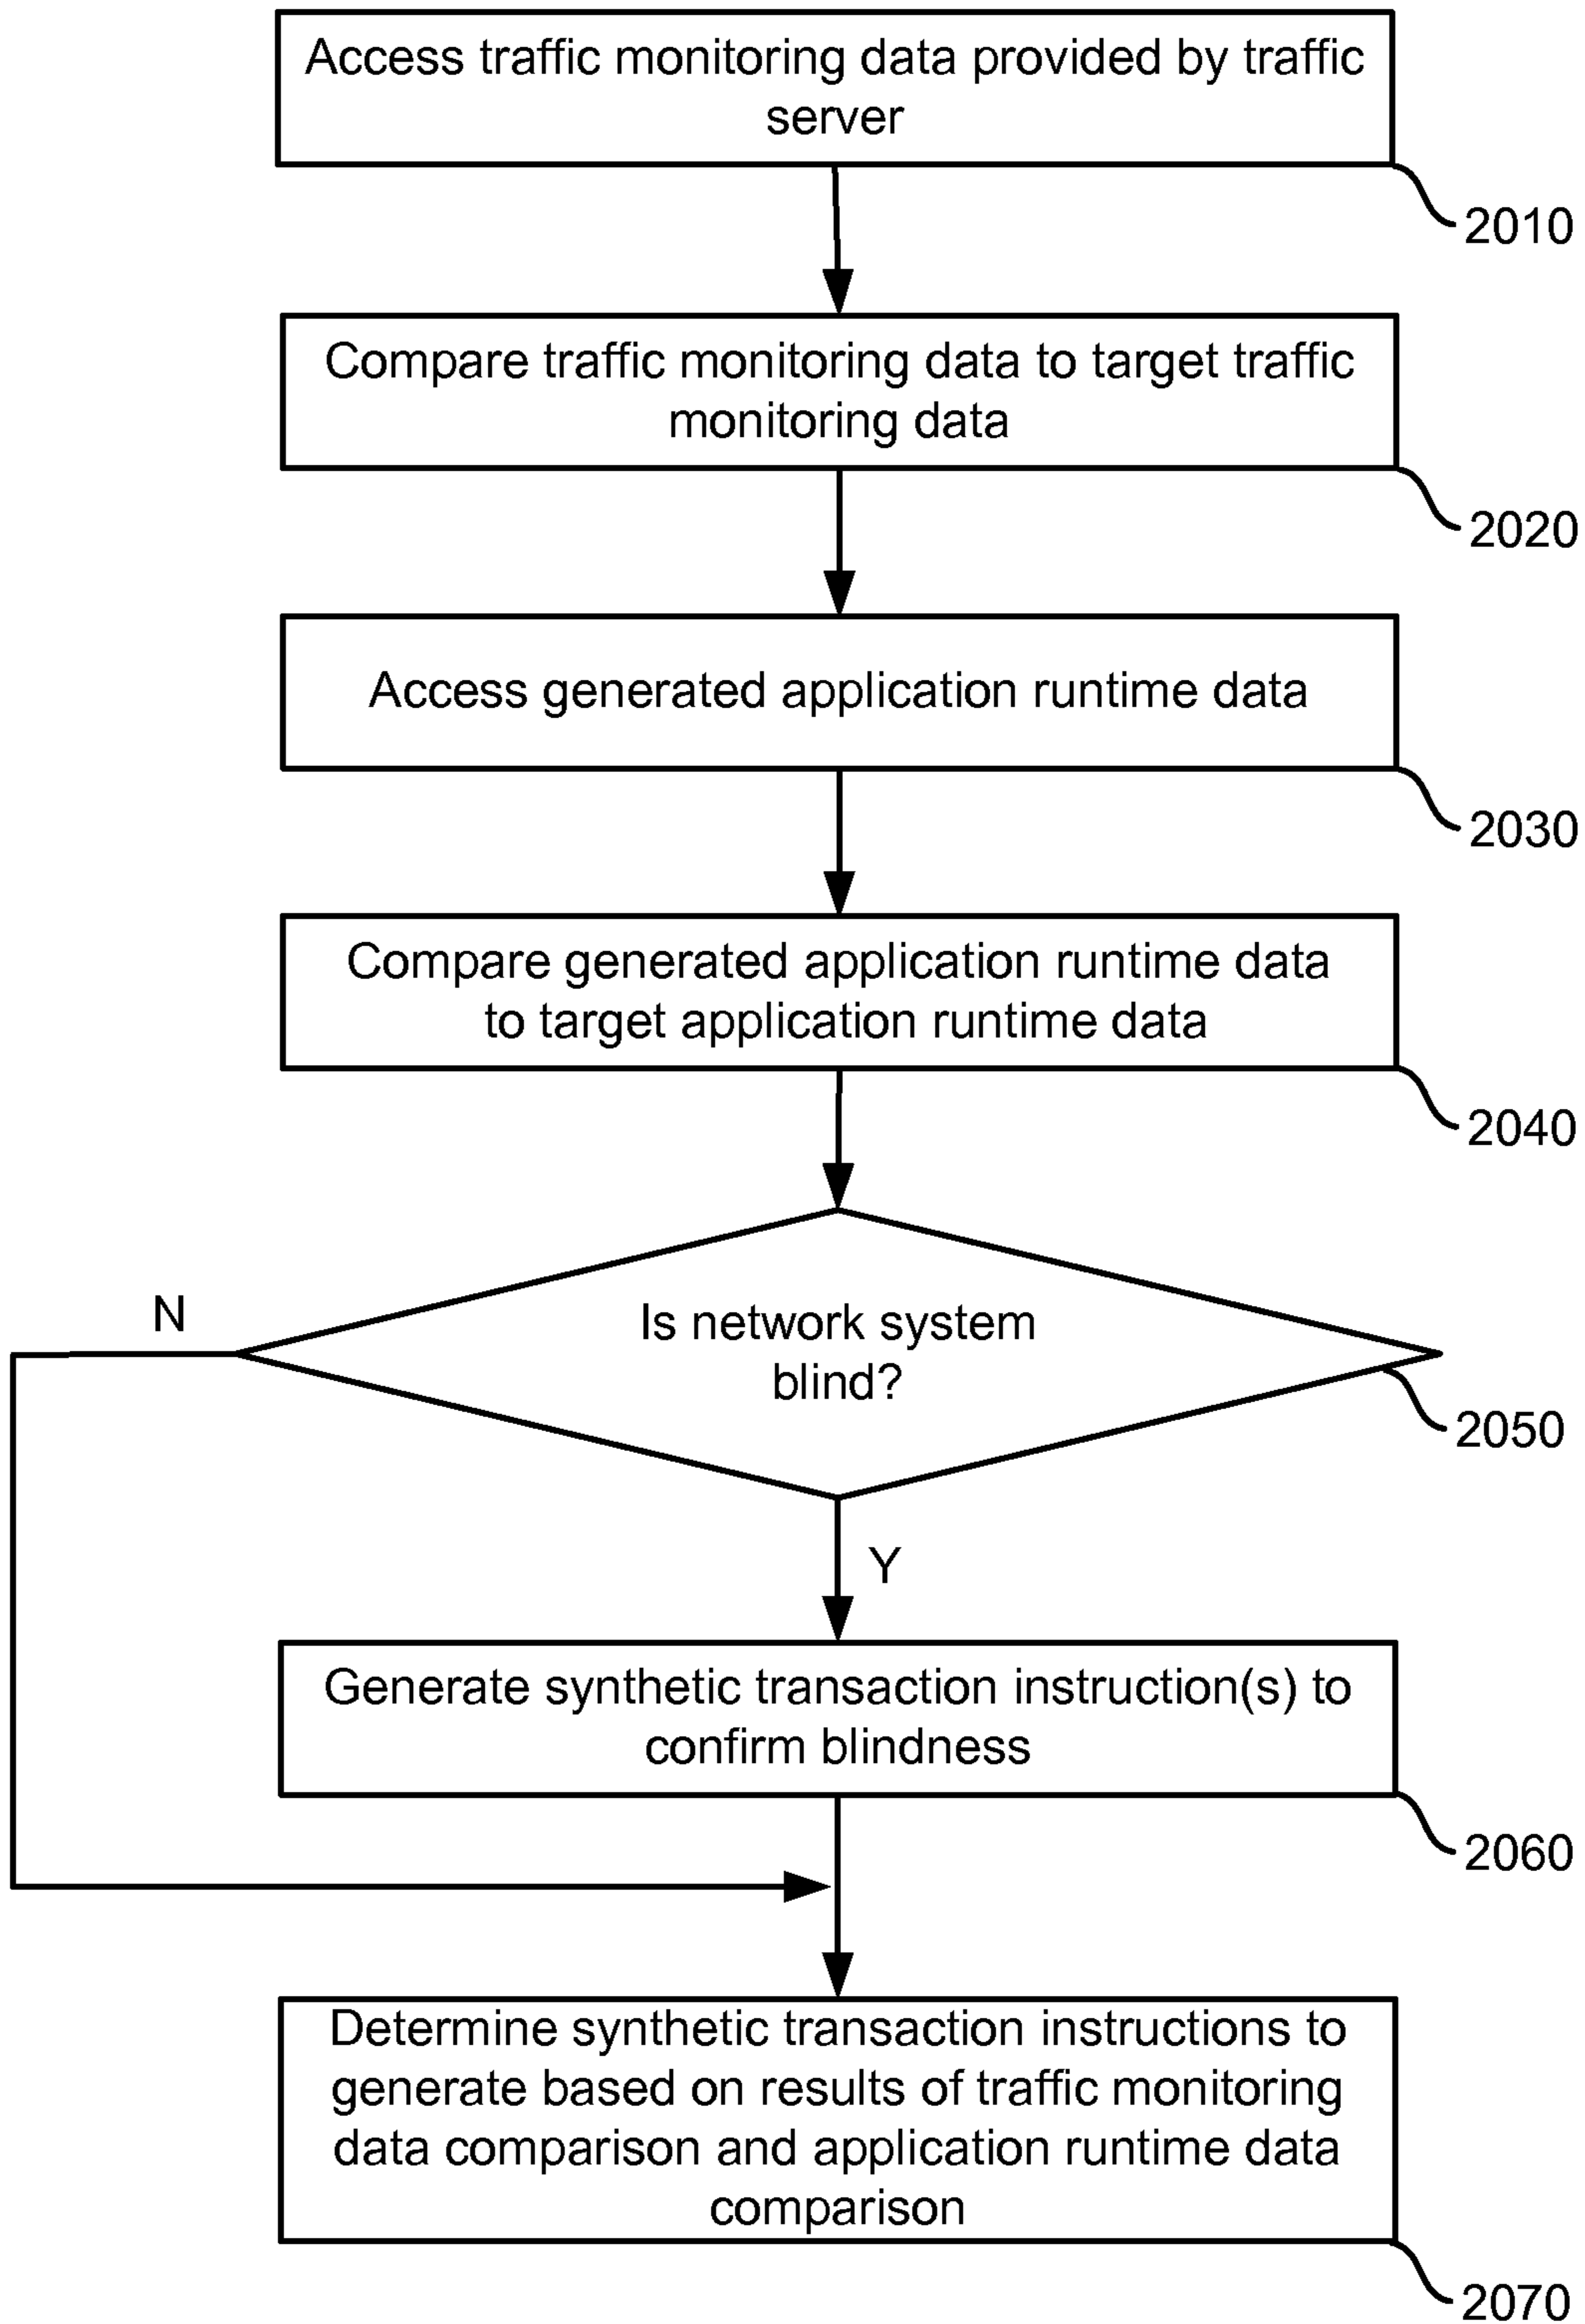 Access traffic monitoring data provided by traffic
server
2010
Compare traffic monitoring data to target traffic
monitoring data
2020
Access generated application runtime data
2030
Compare generated application runtime data
to target application runtime data
2040
N
Is network system
blind?
2050
Y
Generate synthetic transaction instruction(s) to
confirm blindness
2060
Determine synthetic transaction instructions to
generate based on results of traffic monitoring
data comparison and application runtime data
comparison
2070